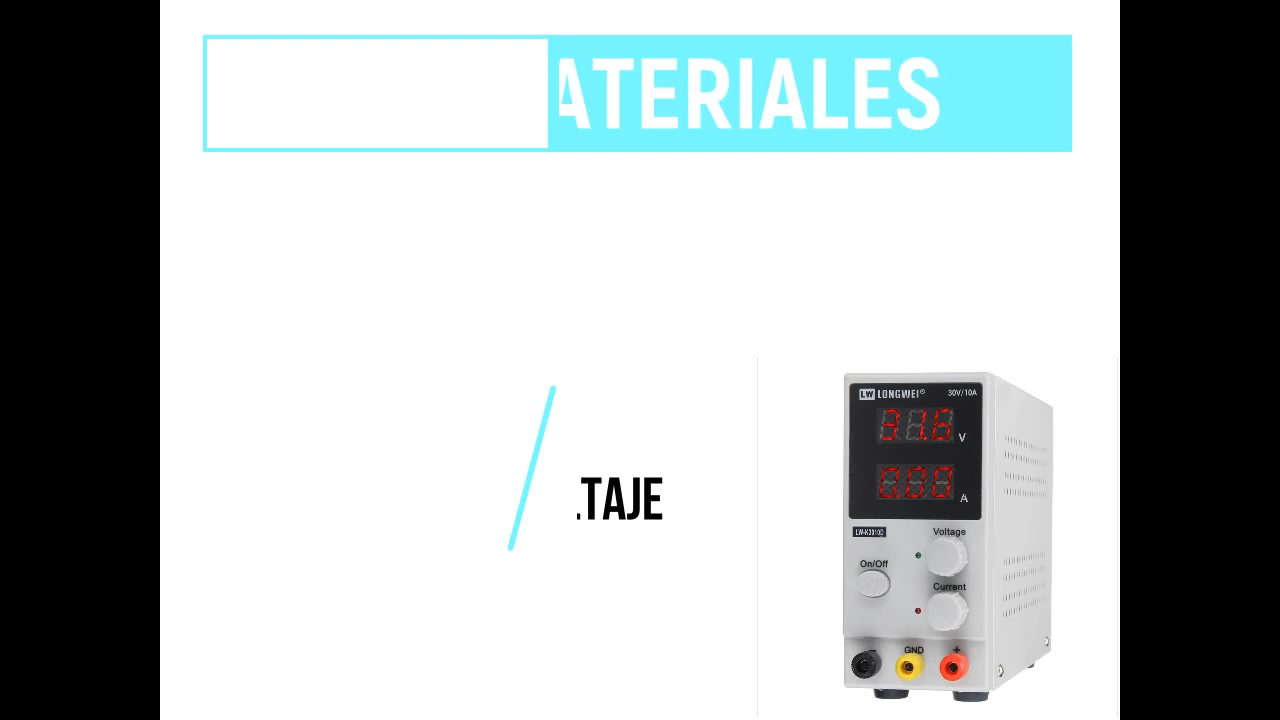 ATERIALES
.TAJE
LW LONGWEI®
30V/10A
31.6 V
0.00 A
LW-K3010D
Voltage
On/Off
Current
GND +